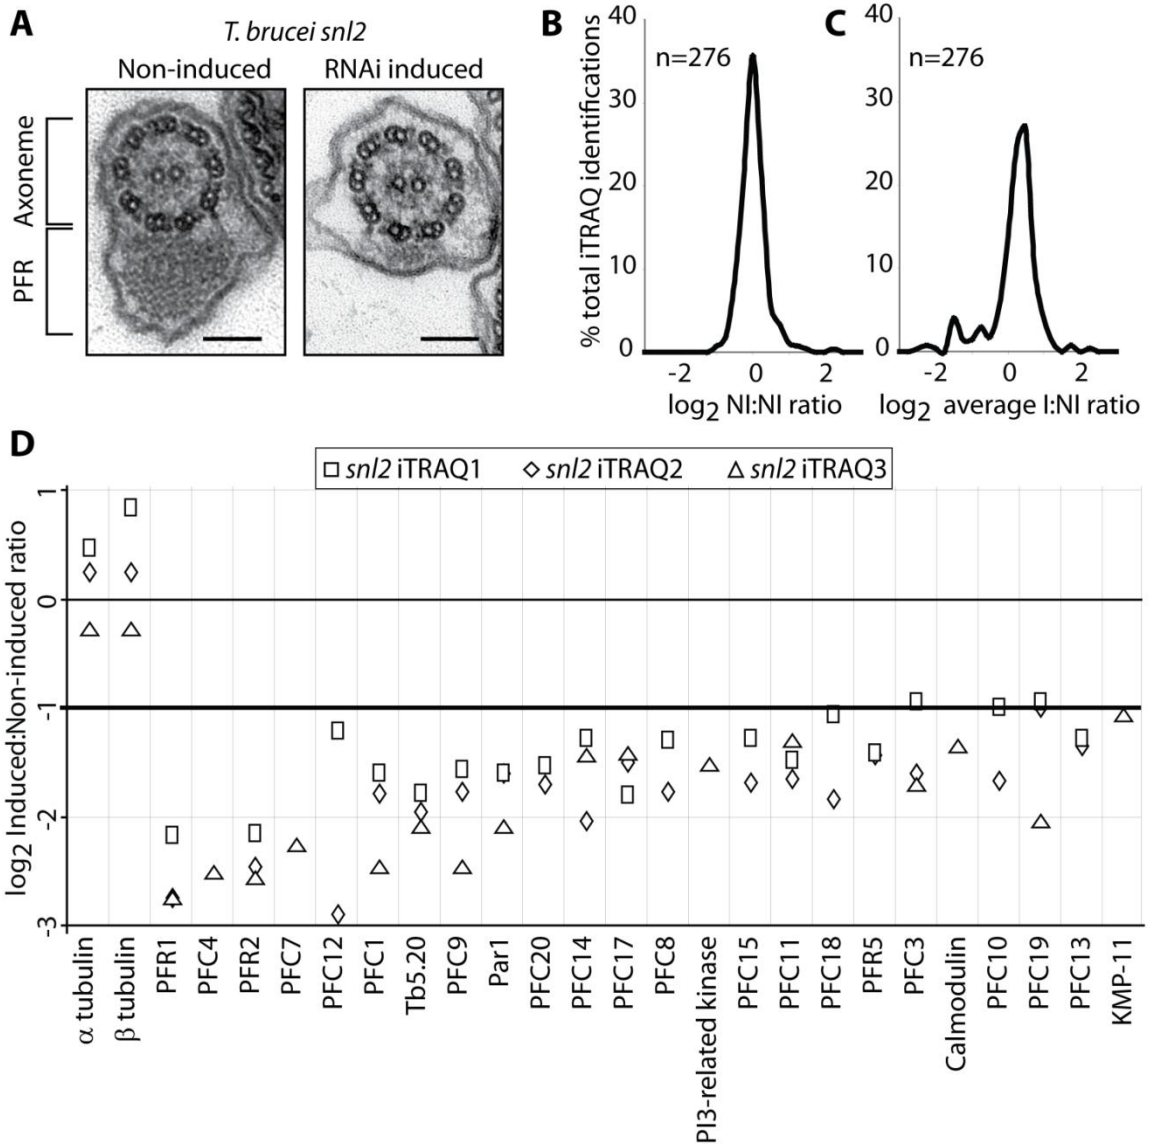 A
T. brucei snl2
Non-induced
RNAi induced
Axoneme
PFR
B
% total iTRAQ identifications
40
30
20
10
0
n=276
-2
0
2
log2 NI:NI ratio
C
40
30
20
10
0
n=276
-2
0
2
log2 average I:NI ratio
D
snl2 iTRAQ1
snl2 iTRAQ2
snl2 iTRAQ3
log2 Induced:Non-induced ratio
1
0
-1
-2
-3
α tubulin
β tubulin
PFR1
PFC4
PFR2
PFC7
PFC12
PFC1
Tb5.20
PFC9
Par1
PFC20
PFC14
PFC17
PFC8
PI3-related kinase
PFC15
PFC11
PFC18
PFR5
PFC3
Calmodulin
PFC10
PFC19
PFC13
KMP-11